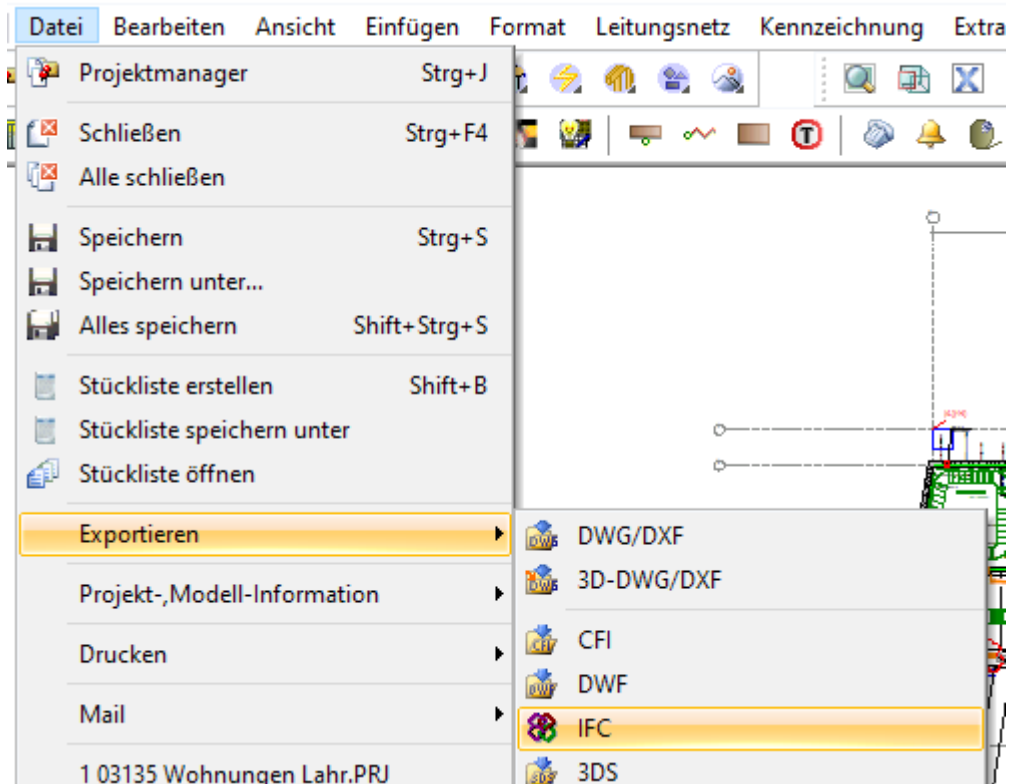 Datei Bearbeiten Ansicht Einfügen Format Leitungsnetz Kennzeichnung Extra
Projektmanager Strg+J
Schließen Strg+F4
Alle schließen
Speichern Strg+S
Speichern unter...
Alles speichern Shift+Strg+S
Stückliste erstellen Shift+B
Stückliste speichern unter
Stückliste öffnen
Exportieren
Projekt-,Modell-Information
Drucken
Mail
1 03135 Wohnungen Lahr.PRJ
DWG/DXF
3D-DWG/DXF
CFI
DWF
IFC
3DS